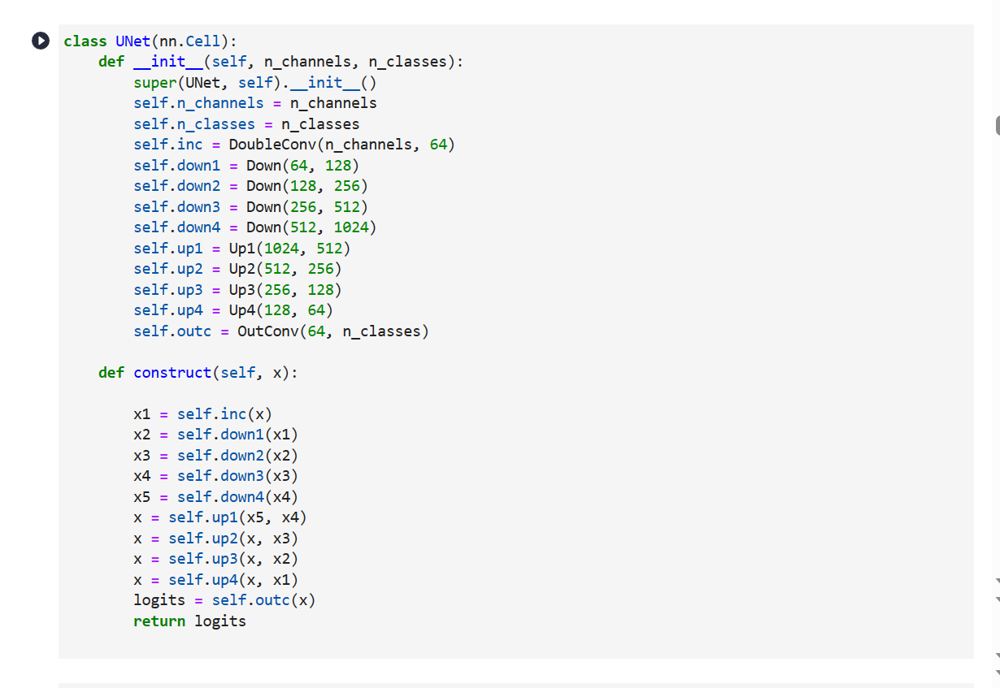 class UNet(nn.Cell):
    def __init__(self, n_channels, n_classes):
        super(UNet, self).__init__()
        self.n_channels = n_channels
        self.n_classes = n_classes
        self.inc = DoubleConv(n_channels, 64)
        self.down1 = Down(64, 128)
        self.down2 = Down(128, 256)
        self.down3 = Down(256, 512)
        self.down4 = Down(512, 1024)
        self.up1 = Up1(1024, 512)
        self.up2 = Up2(512, 256)
        self.up3 = Up3(256, 128)
        self.up4 = Up4(128, 64)
        self.outc = OutConv(64, n_classes)

    def construct(self, x):

        x1 = self.inc(x)
        x2 = self.down1(x1)
        x3 = self.down2(x2)
        x4 = self.down3(x3)
        x5 = self.down4(x4)
        x = self.up1(x5, x4)
        x = self.up2(x, x3)
        x = self.up3(x, x2)
        x = self.up4(x, x1)
        logits = self.outc(x)
        return logits